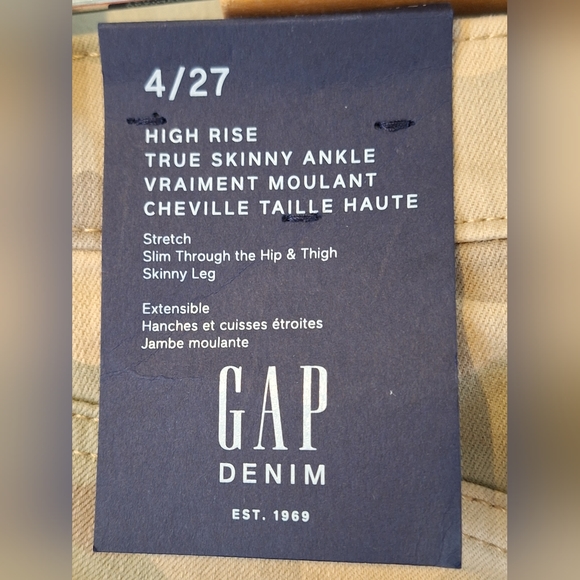 4/27
HIGH RISE
TRUE SKINNY ANKLE
VRAIMENT MOULANT
CHEVILLE TAILLE HAUTE
Stretch
Slim Through the Hip & Thigh
Skinny Leg
Extensible
Hanches et cuisses étroites
Jambe moulante
GAP
DENIM
EST. 1969